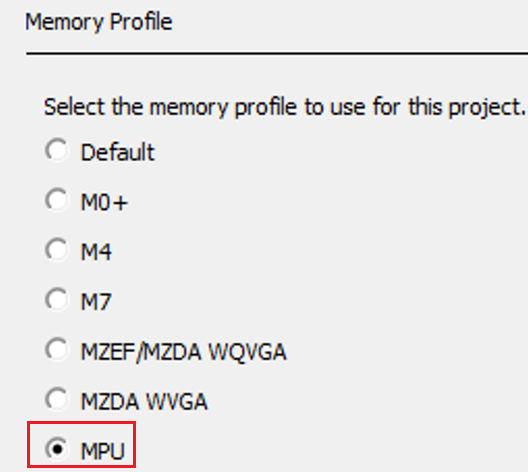 Memory Profile
Select the memory profile to use for this project.
Default
M0+
M4
M7
MZEF/MZDA WQVGA
MZDA WVGA
MPU